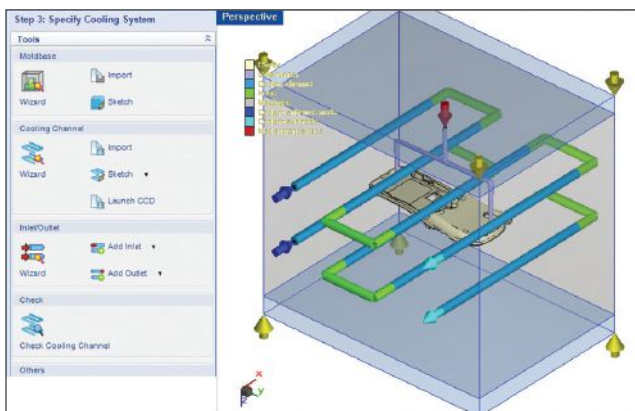 Step 3: Specify Cooling System
Tools
Moldbase
Wizard
Import
Sketch
Cooling Channel
Wizard
Import
Sketch
Launch CCD
Inlet/Outlet
Wizard
Add Inlet
Add Outlet
Check
Check Cooling Channel
Others
Perspective
X
Y
Z